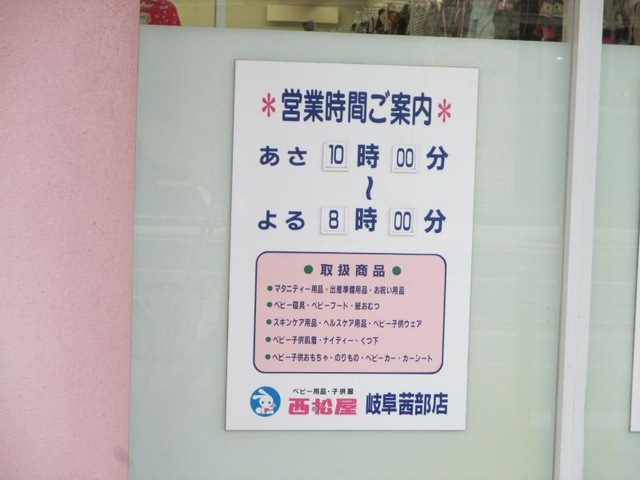 *営業時間ご案内*
あさ 10 時 00 分
~
よる 8 時 00 分
●取扱商品●
●マタニティー用品・出産準備用品・お祝い用品
●ベビー寝具・ベビーフード・紙おむつ
●スキンケア用品・ヘルスケア用品・ベビー子供ウェア
●ベビー子供肌着・ナイティー・くつ下
●ベビー子供おもちゃ・のりもの・ベビーカー・カーシート
ベビー用品・子供服
西松屋 岐阜茜部店